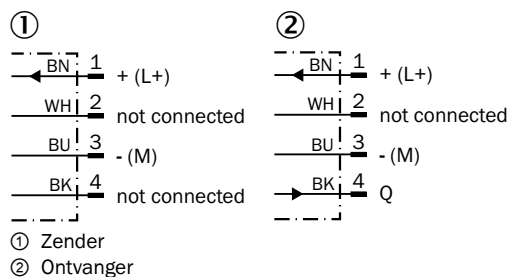 ①
BN 1 + (L+)
WH 2 not connected
BU 3 - (M)
BK 4 not connected
②
BN 1 + (L+)
WH 2 not connected
BU 3 - (M)
BK 4 Q
① Zender
② Ontvanger